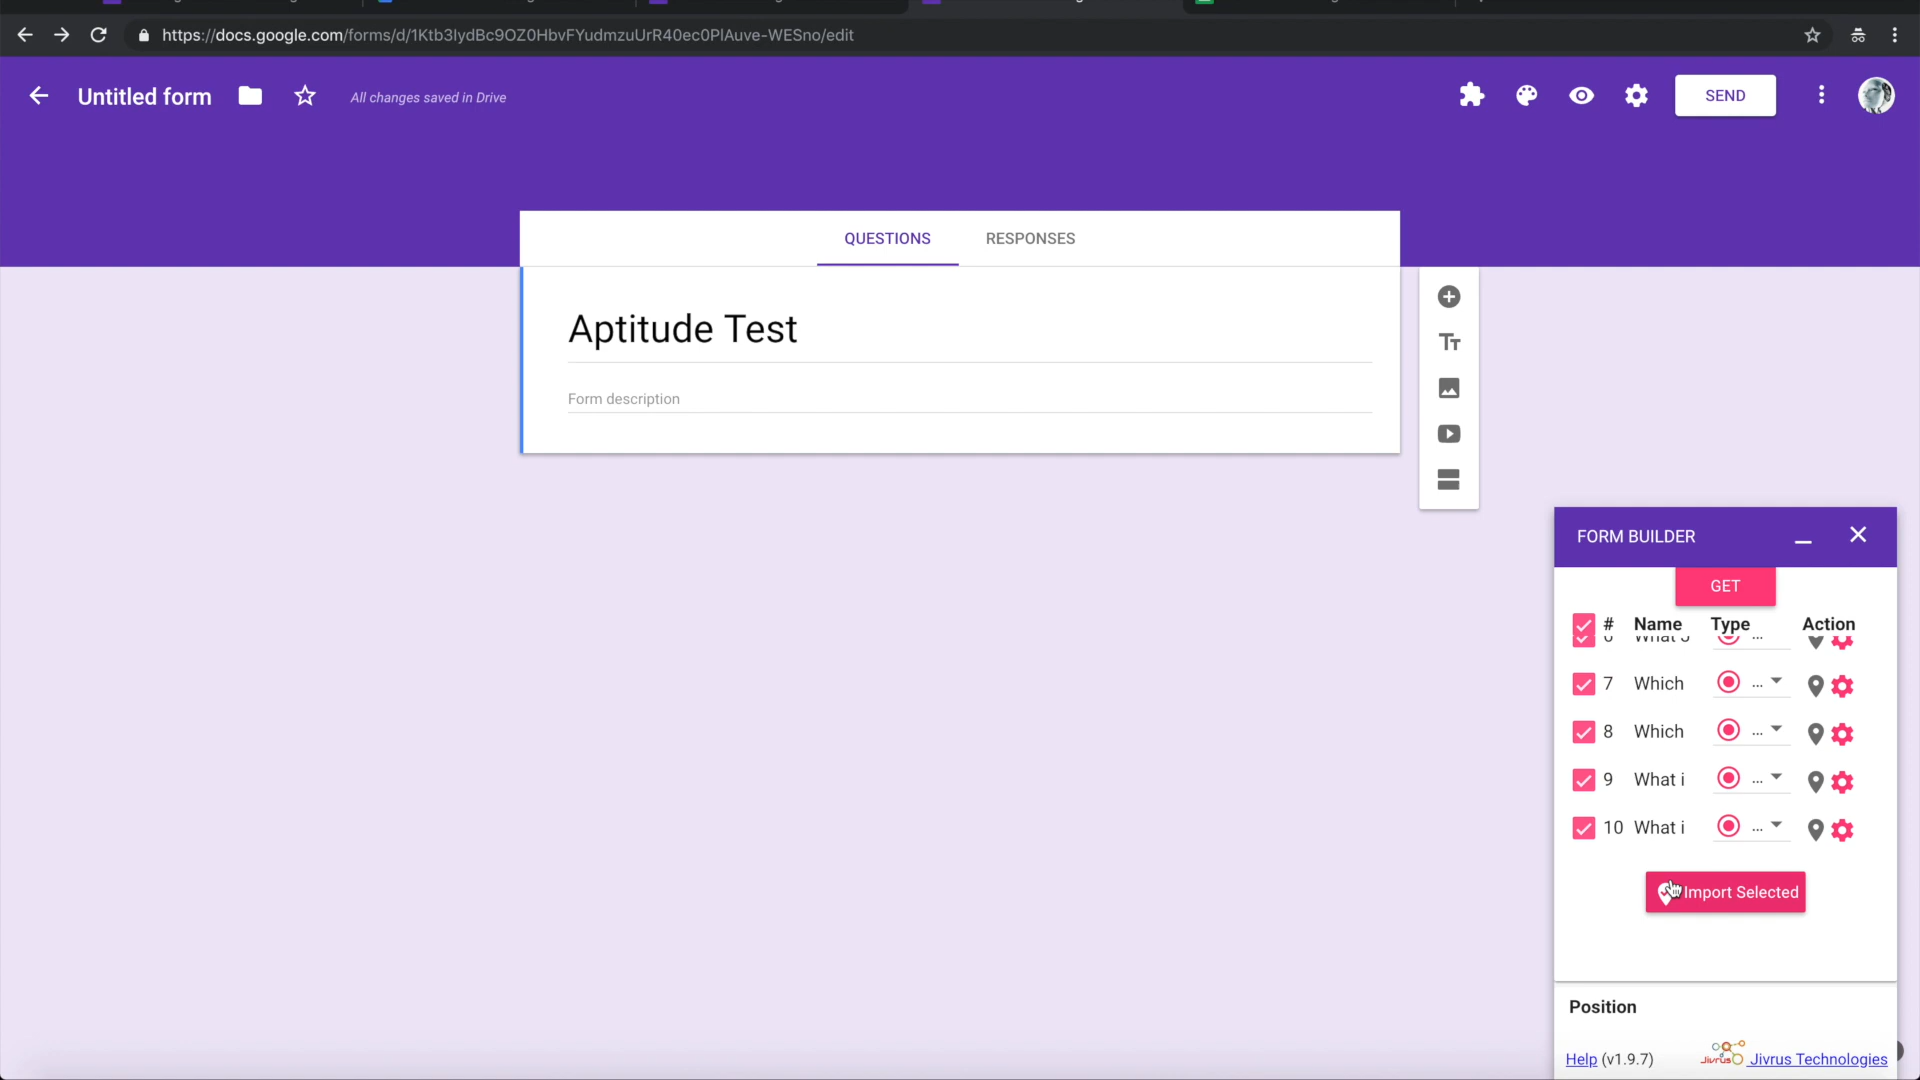 https://docs.google.com/forms/d/1Ktb3IydBc9OZ0HbvFYudmzuUrR40ec0PlAuve-WESno/edit
Untitled form
All changes saved in Drive
SEND
QUESTIONS RESPONSES
Aptitude Test
Form description
FORM BUILDER
GET
# Name Type Action
7 Which ...
8 Which ...
9 What i ...
10 What i ...
Import Selected
Position
Help (v1.9.7) Jivrus Jivrus Technologies